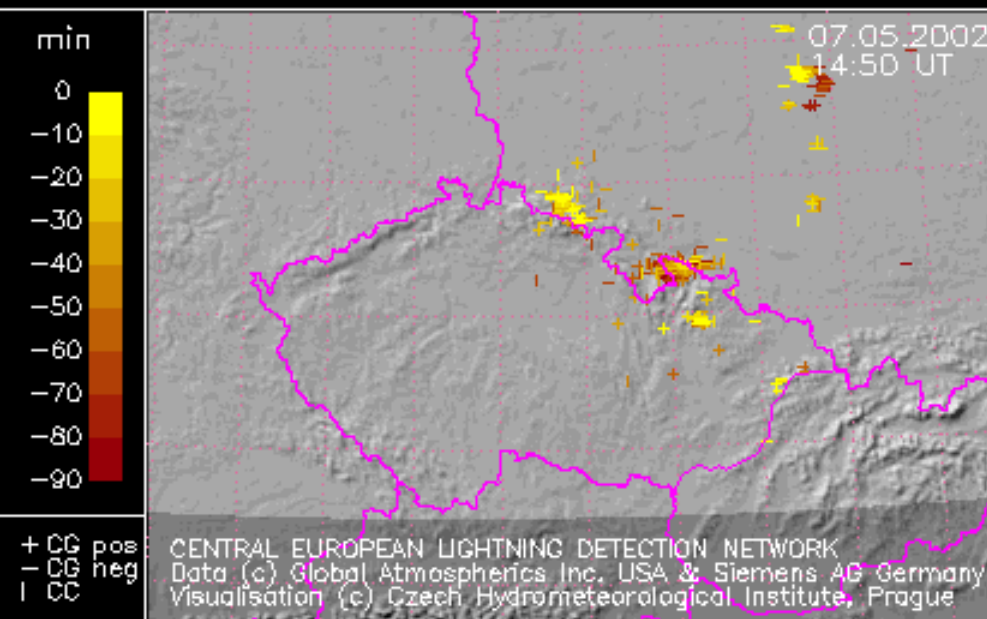 min
0
-10
-20
-30
-40
-50
-60
-70
-80
-90
+ CG pos
- CG neg
| CC
07.05.2002
14:50 UT
CENTRAL EUROPEAN LIGHTNING DETECTION NETWORK
Data (c) Global Atmospherics Inc. USA & Siemens AG Germany
Visualisation (c) Czech Hydrometeorological Institute, Prague